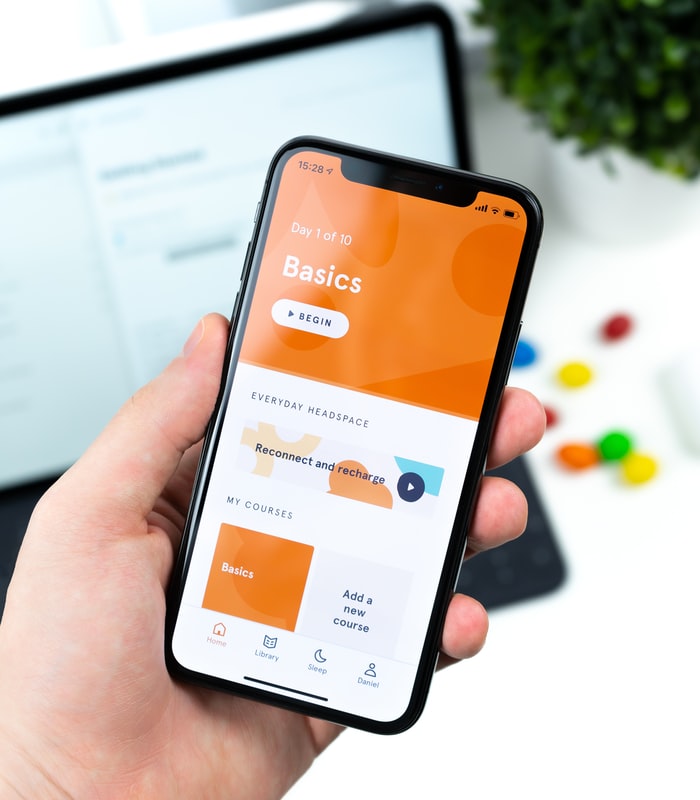 15:28
Day 1 of 10
Basics
BEGIN
EVERYDAY HEADSPACE
Reconnect and recharge
MY COURSES
Basics
Add a
new
course
Home
Library
Sleep
Daniel